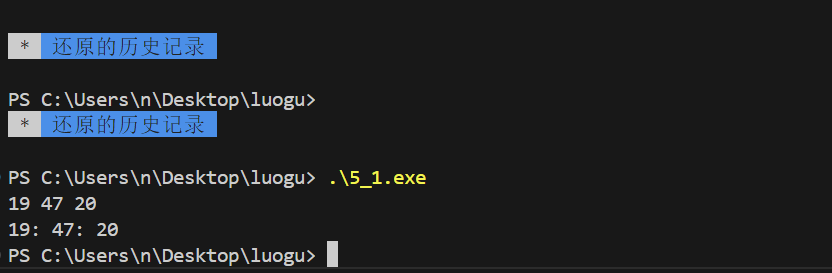 * 还原的历史记录
PS C:\Users\n\Desktop\luogu>
* 还原的历史记录
PS C:\Users\n\Desktop\luogu> .\5_1.exe
19 47 20
19: 47: 20
PS C:\Users\n\Desktop\luogu>